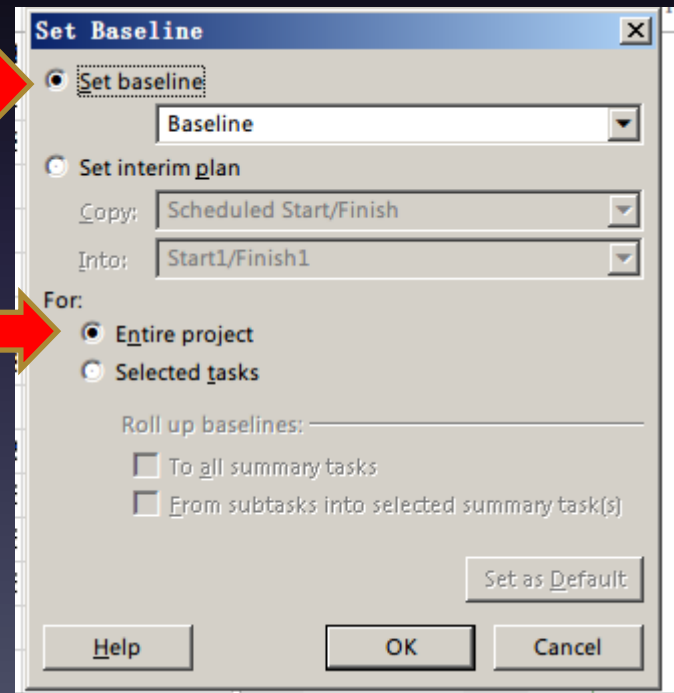 Set Baseline
Set baseline
Baseline
Set interim plan
Copy: Scheduled Start/Finish
Into: Start1/Finish1
For:
Entire project
Selected tasks
Roll up baselines:
To all summary tasks
From subtasks into selected summary task(s)
Set as Default
Help OK Cancel